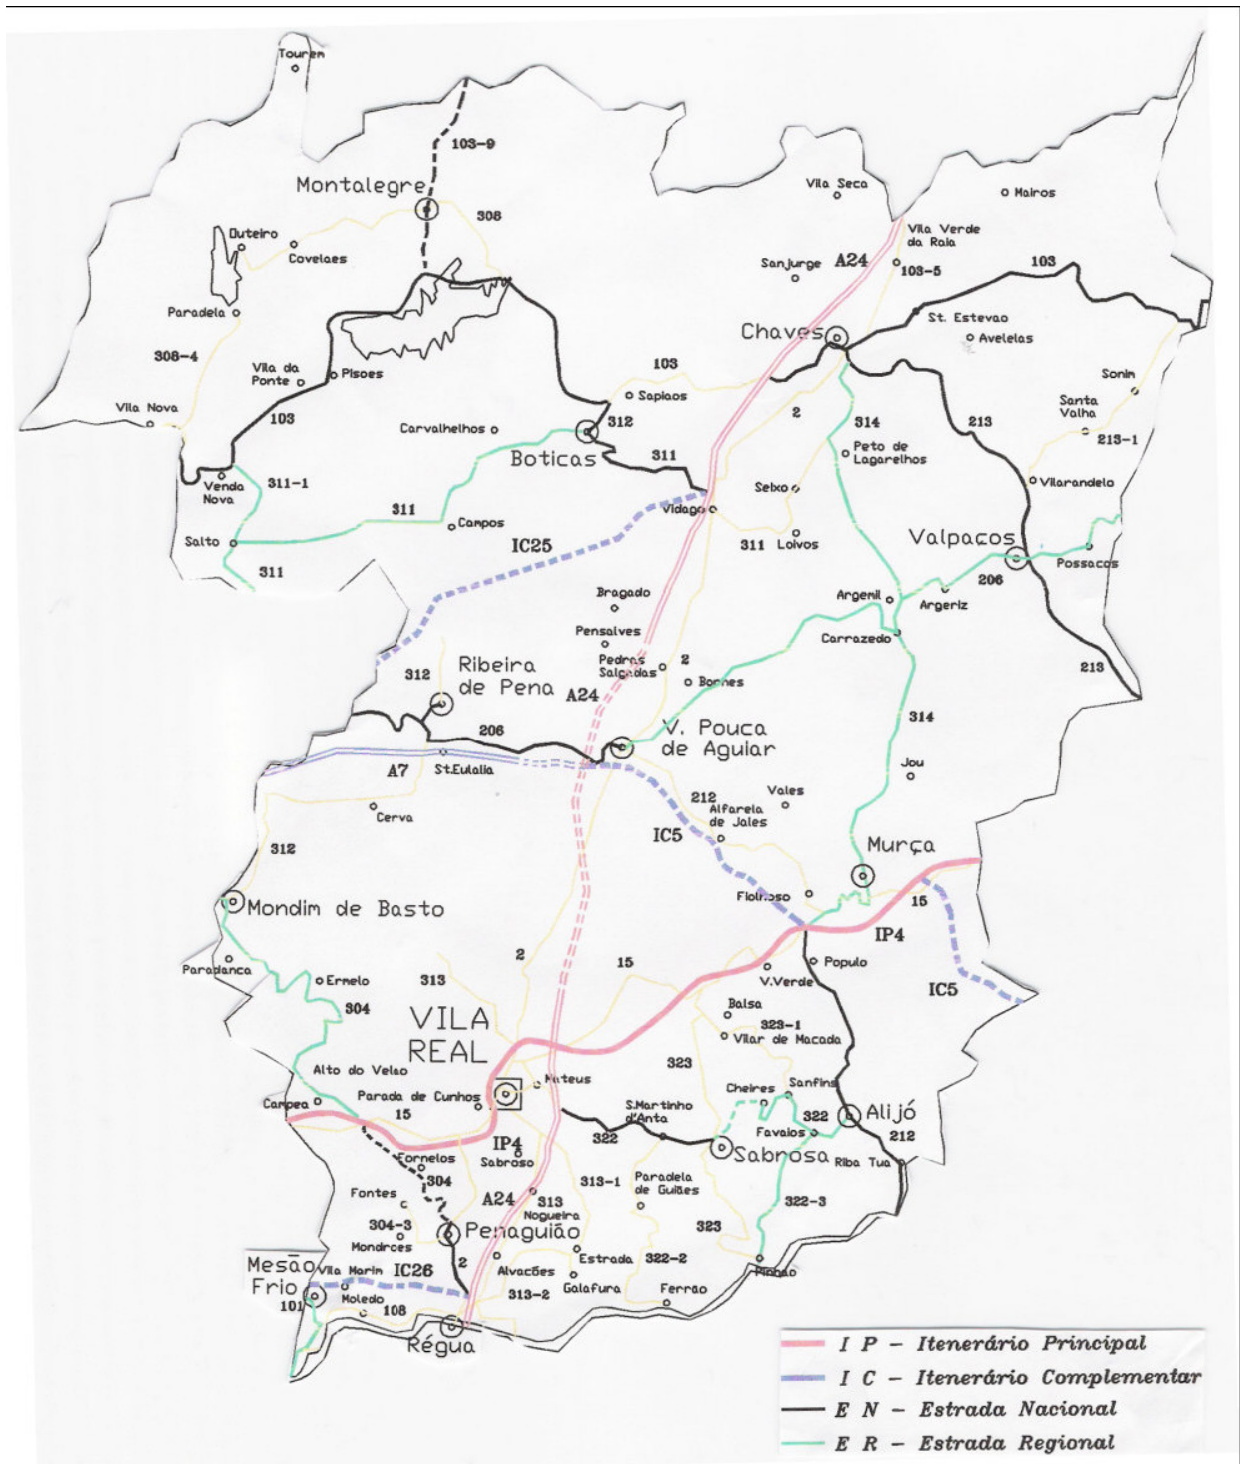 Tourem
103-9
Montalegre
308
Outeiro
Covelaes
Vila Seca
Mairos
Vila Verde
da Raia
A24
103-5
103
Sanjurge
Paradela
St. Estevao
Chaves
Avelelas
308-4
Vila da
Ponte
Pisoes
103
Sapiaos
Sonim
Santa
Valha
Vila Nova
103
312
2
314
213
213-1
Carvalhelhos
Boticas
311
Peto de
Lagarelhos
Venda
Nova
311-1
Seixo
Vilarandelo
311
Campos
Vidago
Salto
IC25
311
Loivos
Valpacos
Possacos
311
206
Bragado
Argemil
Argeriz
Pensalves
Carrazedo
Pedras
Salgadas
2
Bornes
312
Ribeira
de Pena
A24
213
314
206
V. Pouca
de Aguiar
A7
St.Eulalia
Jou
212
Vales
Cerva
Alfarela
de Jales
IC5
312
Murça
Fiolhoso
15
Mondim de Basto
IP4
2
15
Paradanca
Populo
Ermelo
313
V.Verde
IC5
304
Balsa
VILA
REAL
323-1
Vilar de Macada
323
Alto do Velao
Mateus
Cheires
Sanfins
Campea
Parada de Cunhos
15
S.Martinho
d'Anta
322
Alijó
322
Favaios
212
IP4
Sabroso
Sabrosa
Riba Tua
Fornelos
304
Paradela
de Guiães
313-1
Fontes
A24
313
Nogueira
322-3
304-3
Penaguião
323
Mondroes
Mesão
Frio
2
Estrada
322-2
Vila Marim
IC26
Alvacões
Pinhao
Galafura
101
Moledo
108
313-2
Ferrao
Régua
I P - Itenerário Principal
I C - Itenerário Complementar
E N - Estrada Nacional
E R - Estrada Regional